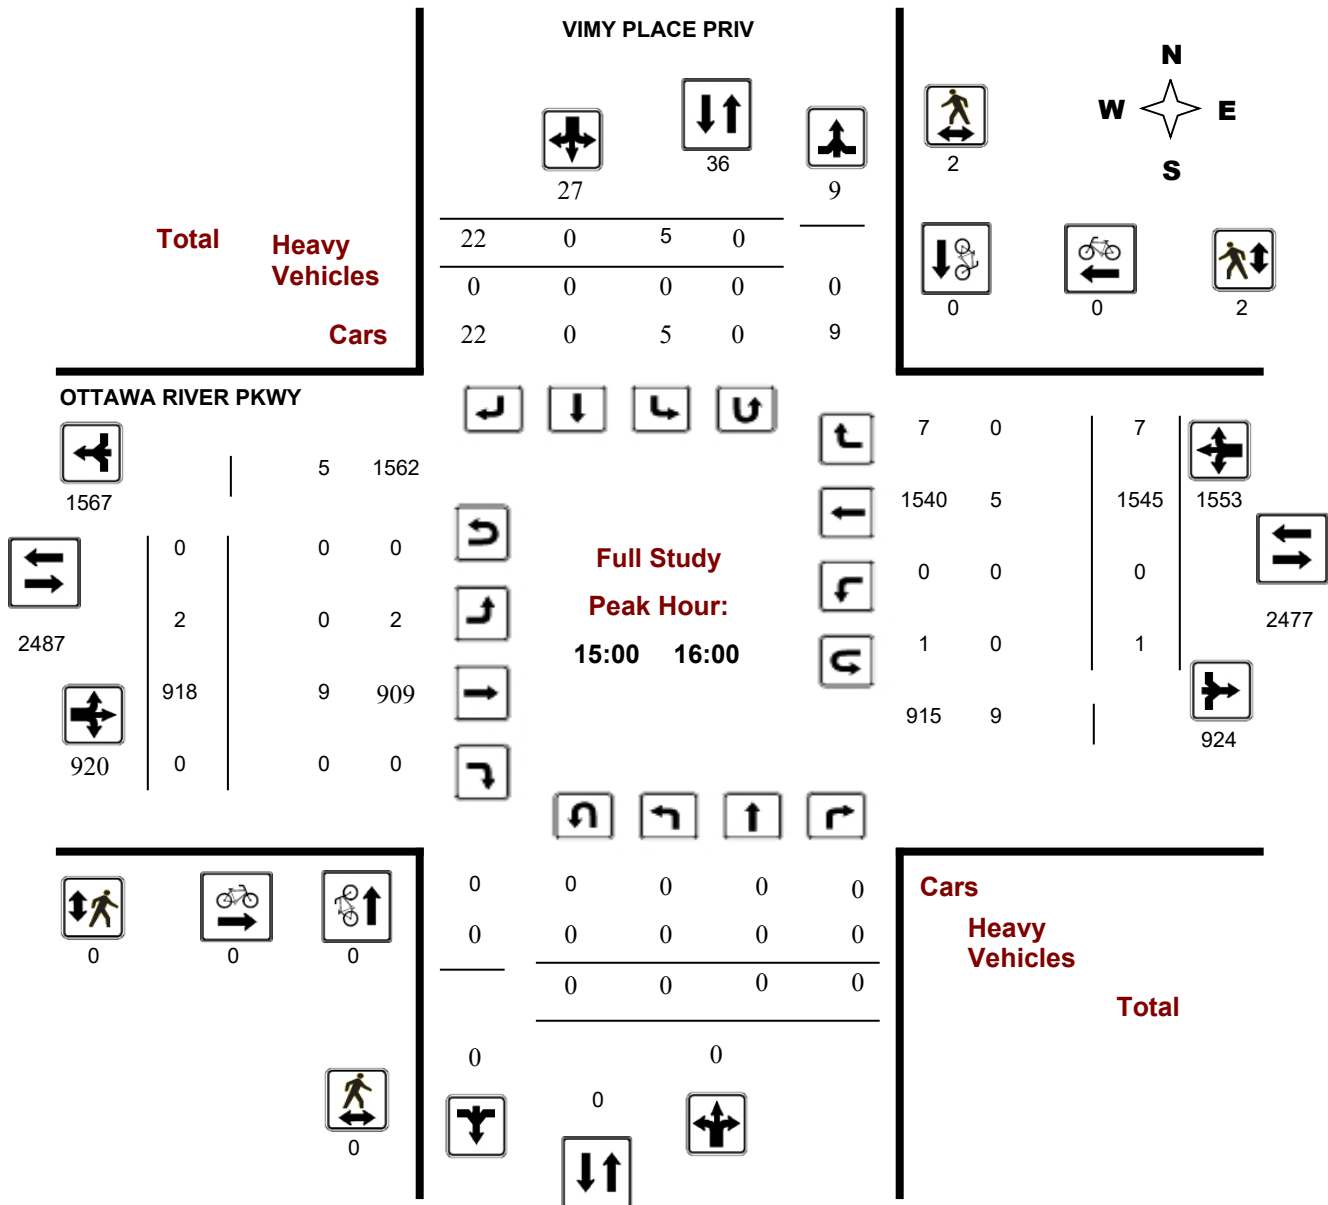 VIMY PLACE PRIV
N
W E
S
36
2
27 9
Total Heavy Vehicles
22 0 5 0
0 0 0 0 0
0 0 2
Cars 22 0 5 0 9
OTTAWA RIVER PKWY
7 0 7
5 1562
1567
1540 5 1545 1553
0 0 0
Full Study
0 0 0
Peak Hour:
2 0 2
2487
2477
15:00 16:00
1 0 1
918 9 909
915 9
924
920 0 0 0
0 0 0 0 0
Cars
0 0 0 0 0
Heavy
Vehicles
0 0 0
0 0 0 0
Total
0 0
0
0